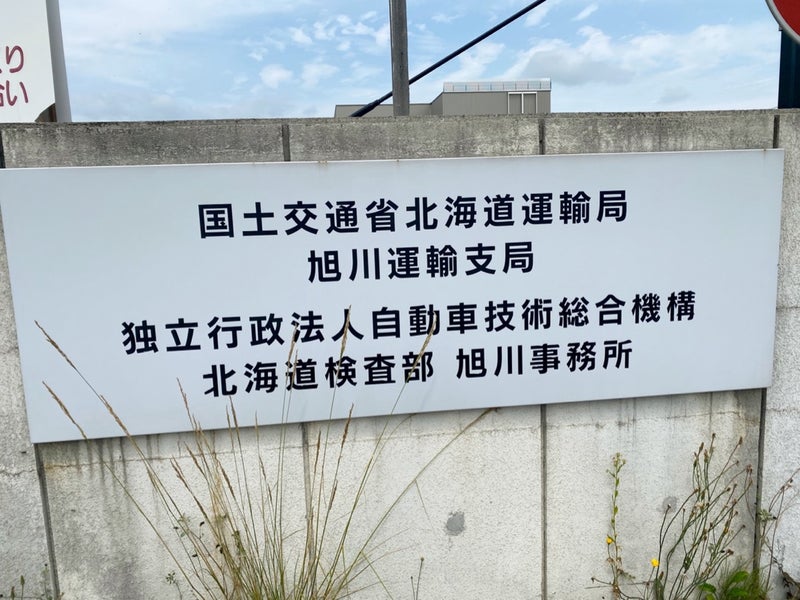 国土交通省北海道運輸局
旭川運輸支局
独立行政法人自動車技術総合機構
北海道検査部 旭川事務所